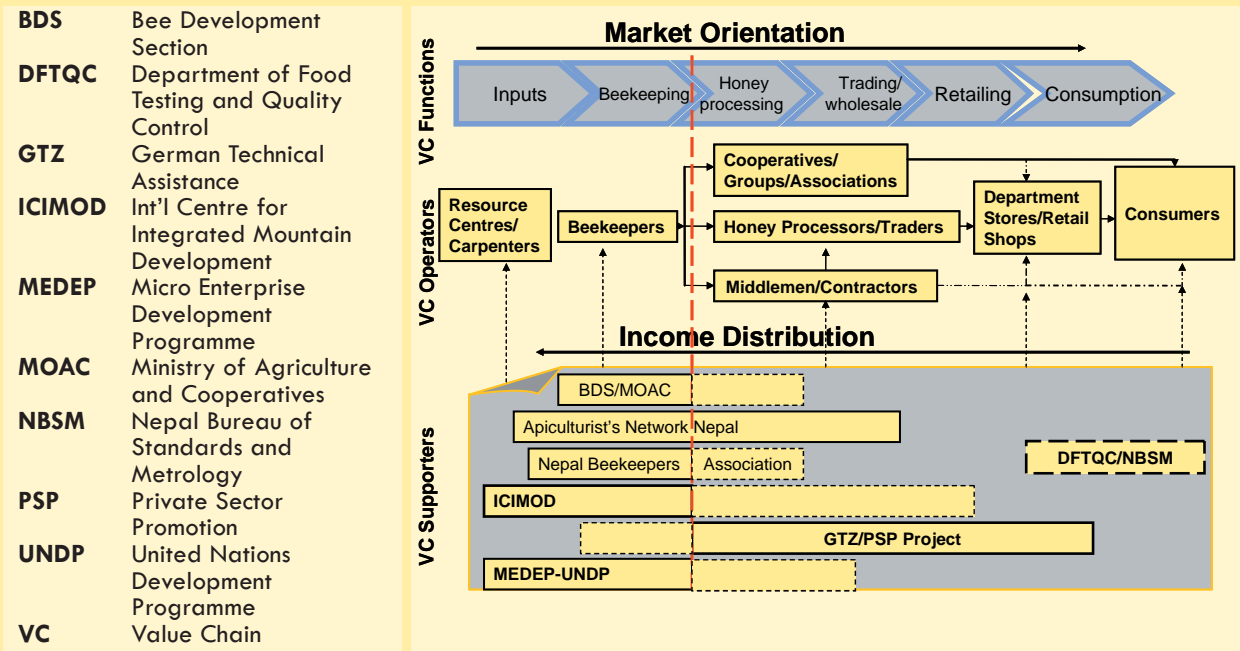 BDS Bee Development
Section
DFTQC Department of Food
Testing and Quality
Control
GTZ German Technical
Assistance
ICIMOD Int'l Centre for
Integrated Mountain
Development
MEDEP Micro Enterprise
Development
Programme
MOAC Ministry of Agriculture
and Cooperatives
NBSM Nepal Bureau of
Standards and
Metrology
PSP Private Sector
Promotion
UNDP United Nations
Development
Programme
VC Value Chain
Market Orientation
VC Functions
Inputs
Beekeeping
Honey
processing
Trading/
wholesale
Retailing
Consumption
VC Operators
Resource
Centres/
Carpenters
Beekeepers
Cooperatives/
Groups/Associations
Honey Processors/Traders
Middlemen/Contractors
Department
Stores/Retail
Shops
Consumers
Income Distribution
VC Supporters
BDS/MOAC
Apiculturist's Network Nepal
Nepal Beekeepers Association
DFTQC/NBSM
ICIMOD
GTZ/PSP Project
MEDEP-UNDP